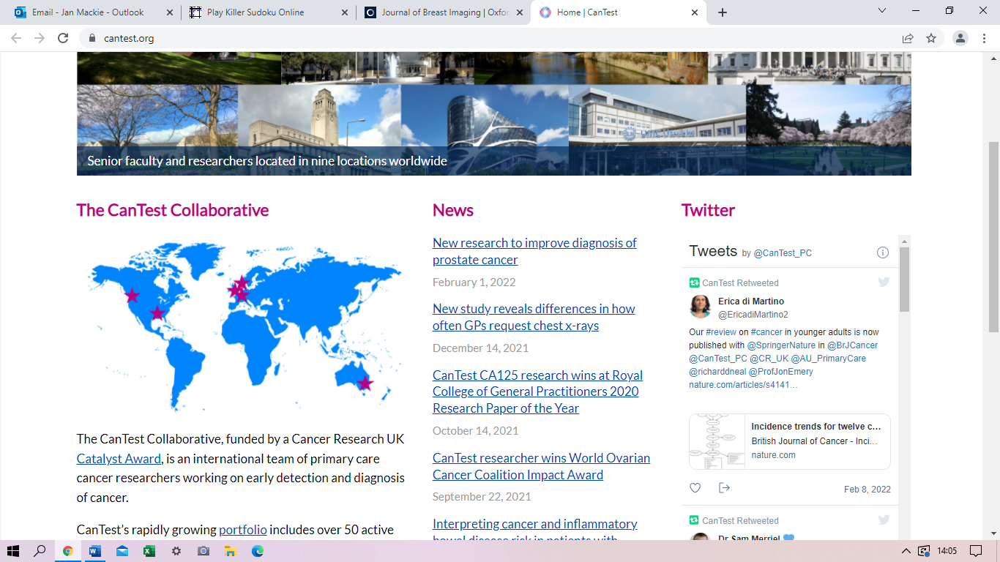 Email - Jan Mackie - Outlook
Play Killer Sudoku Online
Journal of Breast Imaging | Oxfor
Home | CanTest
cantest.org
Senior faculty and researchers located in nine locations worldwide
The CanTest Collaborative
The CanTest Collaborative, funded by a Cancer Research UK
Catalyst Award, is an international team of primary care
cancer researchers working on early detection and diagnosis
of cancer.
CanTest's rapidly growing portfolio includes over 50 active
News
New research to improve diagnosis of
prostate cancer
February 1, 2022
New study reveals differences in how
often GPs request chest x-rays
December 14, 2021
CanTest CA125 research wins at Royal
College of General Practitioners 2020
Research Paper of the Year
October 14, 2021
CanTest researcher wins World Ovarian
Cancer Coalition Impact Award
September 22, 2021
Interpreting cancer and inflammatory
bowel disease risk in patients with
Twitter
Tweets by @CanTest_PC
CanTest Retweeted
Erica di Martino
@EricadiMartino2
Our #review on #cancer in younger adults is now
published with @SpringerNature in @BrJCancer
@CanTest_PC @CR_UK @AU_PrimaryCare
@richarddneal @ProfJonEmery
nature.com/articles/s4141…
Incidence trends for twelve c…
British Journal of Cancer - Inci…
nature.com
Feb 8, 2022
CanTest Retweeted
Dr Sam Merriel
14:05